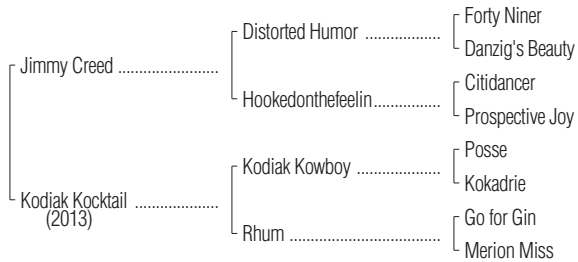 Forty Niner
Distorted Humor ..................
Danzig's Beauty
Jimmy Creed ........................
Citidancer
Hookedonthefeelin................
Prospective Joy
Posse
Kodiak Kowboy ....................
Kokadrie
Kodiak Kocktail ....................
(2013)
Go for Gin
Rhum ....................................
Merion Miss